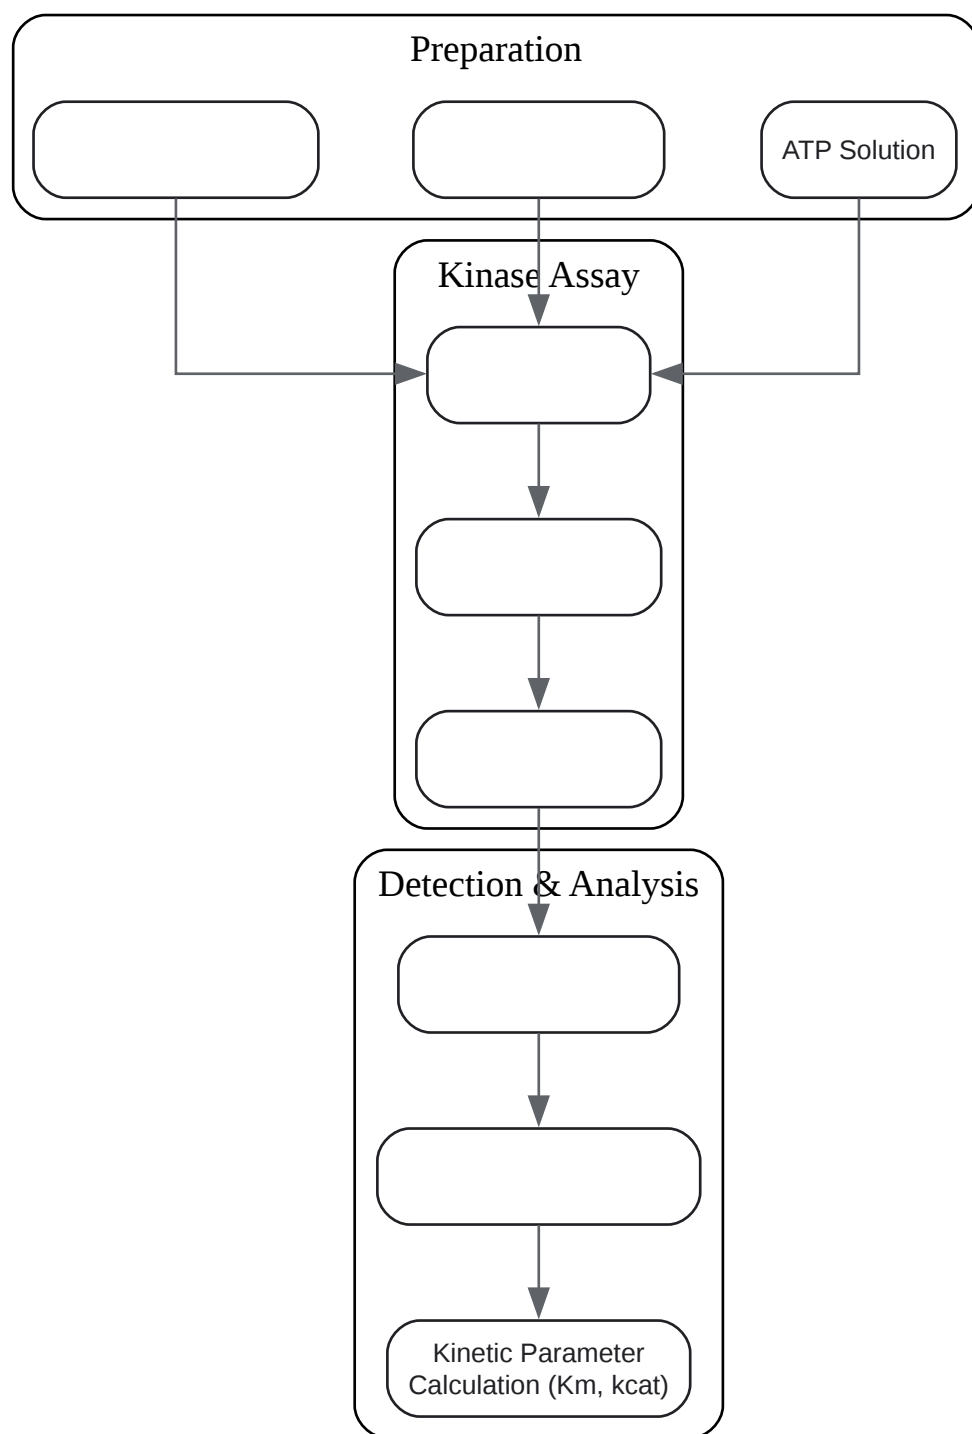 Preparation
ATP Solution
Kinase Assay
Detection & Analysis
Kinetic Parameter
Calculation (Km, kcat)